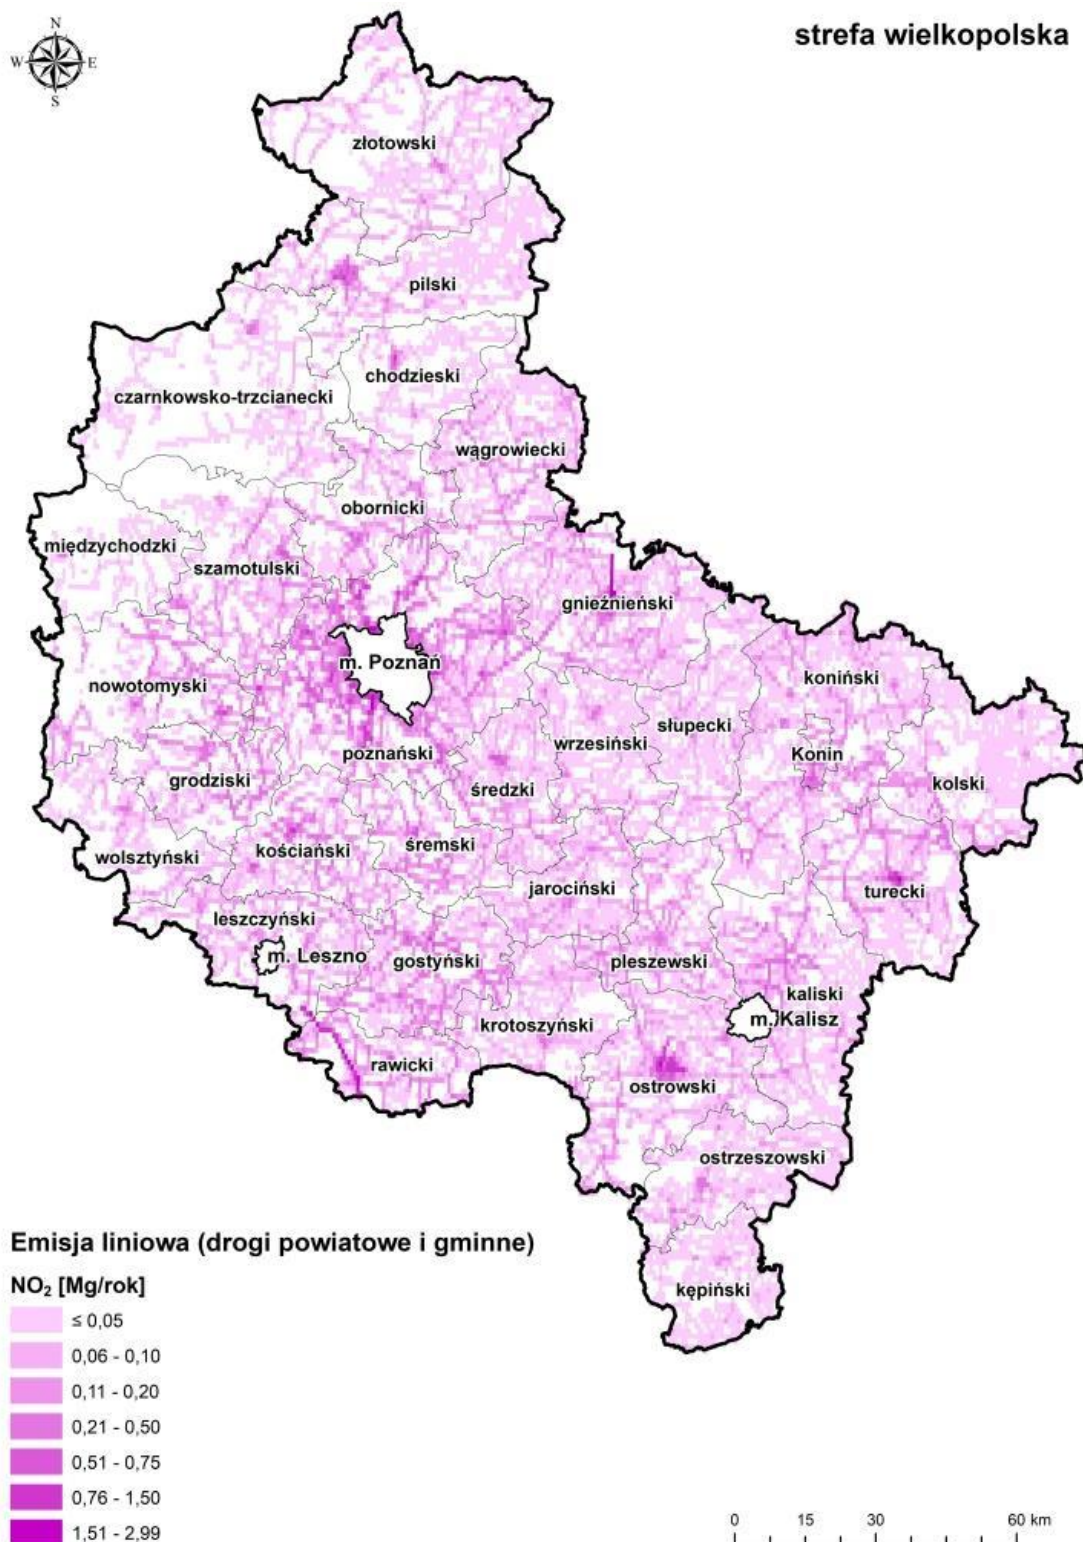 strefa wielkopolska
N
W E
S
złotowski
pilski
chodzieski
czarnkowsko-trzcianecki
wągrowiecki
obornicki
międzychodzki
szamotulski
gnieźnieński
m. Poznań
nowotomyski
koniński
słupecki
wrzesiński
poznański
Konin
grodziski
średzki
kolski
wolsztyński
kościański
śremski
jarociński
turecki
leszczyński
m. Leszno
gostyński
pleszewski
kaliski
m. Kalisz
krotoszyński
rawicki
ostrowski
ostrzeszowski
kępiński
Emisja liniowa (drogi powiatowe i gminne)
NO₂ [Mg/rok]
≤ 0,05
0,06 - 0,10
0,11 - 0,20
0,21 - 0,50
0,51 - 0,75
0,76 - 1,50
1,51 - 2,99
0 15 30 60 km